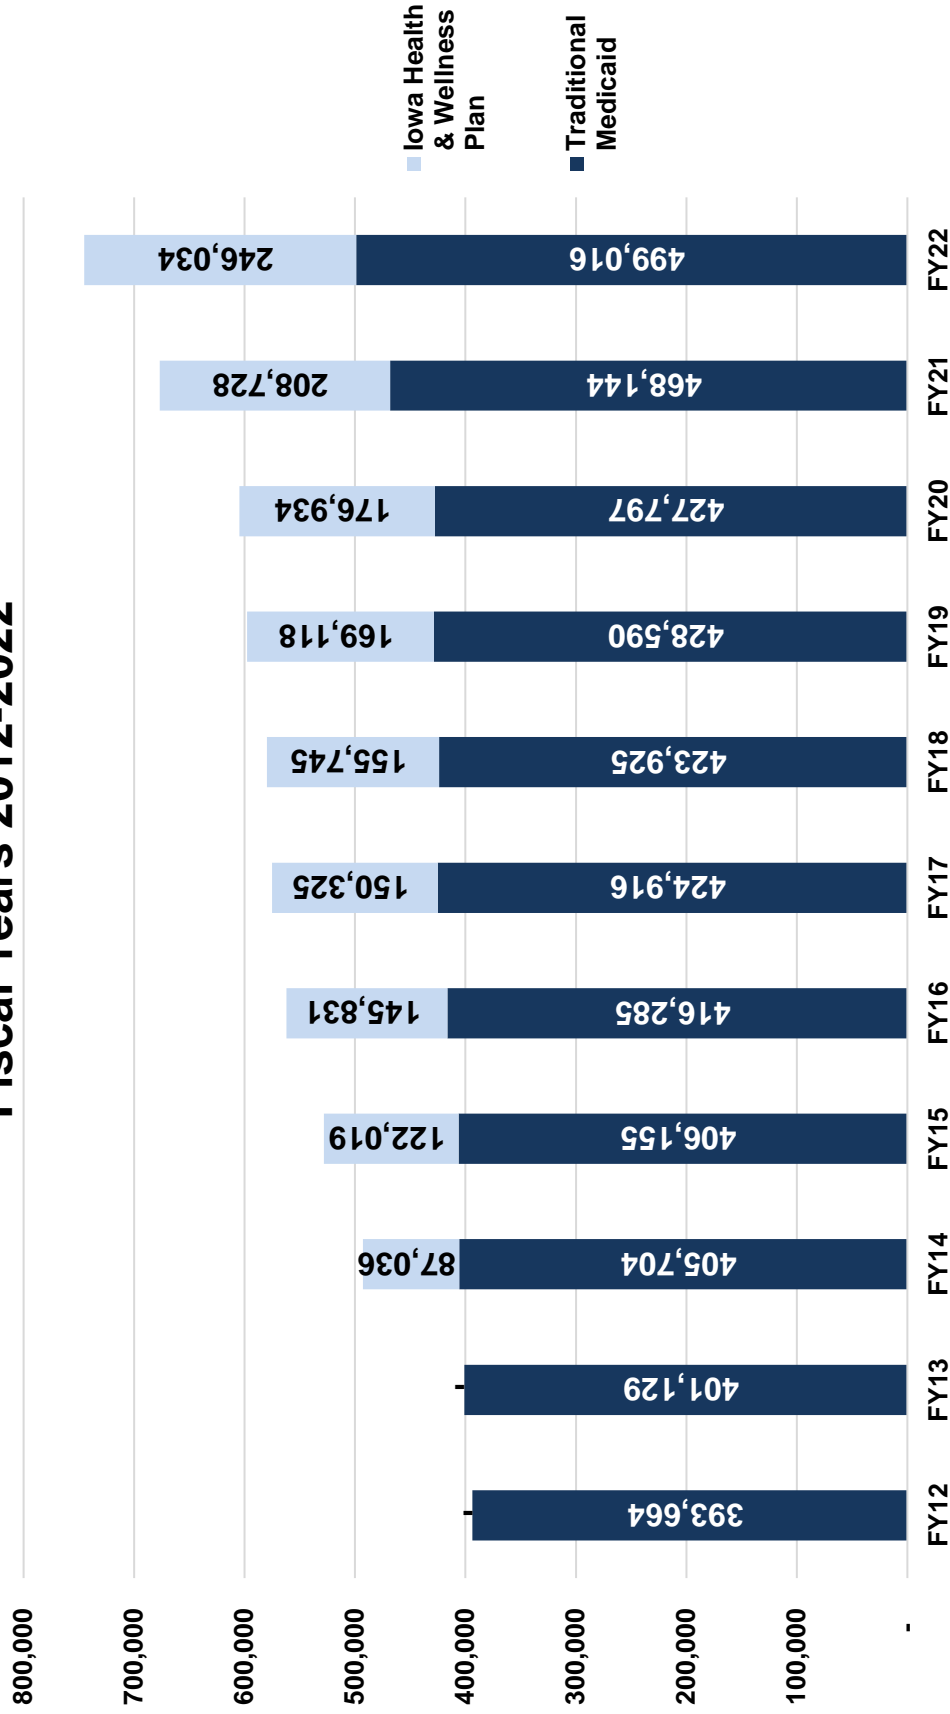 Fiscal Years 2012-2022
800,000
700,000
600,000
500,000
400,000
300,000
200,000
100,000
-
246,034
208,728
176,934
169,118
155,745
150,325
145,831
122,019
87,036
-
-
499,016
468,144
427,797
428,590
423,925
424,916
416,285
406,155
405,704
401,129
393,664
FY12
FY13
FY14
FY15
FY16
FY17
FY18
FY19
FY20
FY21
FY22
Iowa Health
& Wellness
Plan
Traditional
Medicaid